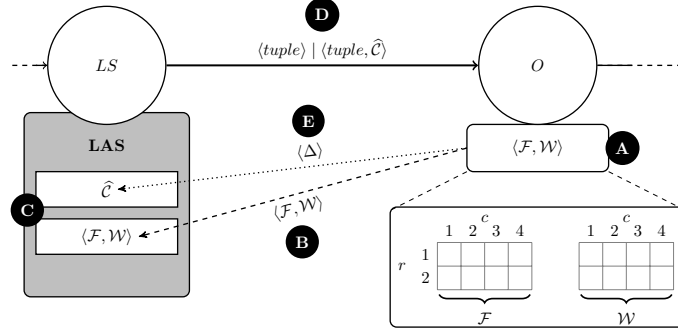 D
LS
⟨tuple⟩ | ⟨tuple, Ĉ⟩
O
E
LAS
⟨Δ⟩
⟨F, W⟩
A
Ĉ
C
⟨F, W⟩
⟨F, W⟩
B
c c
1 2 3 4 1 2 3 4
1
r
2
F W